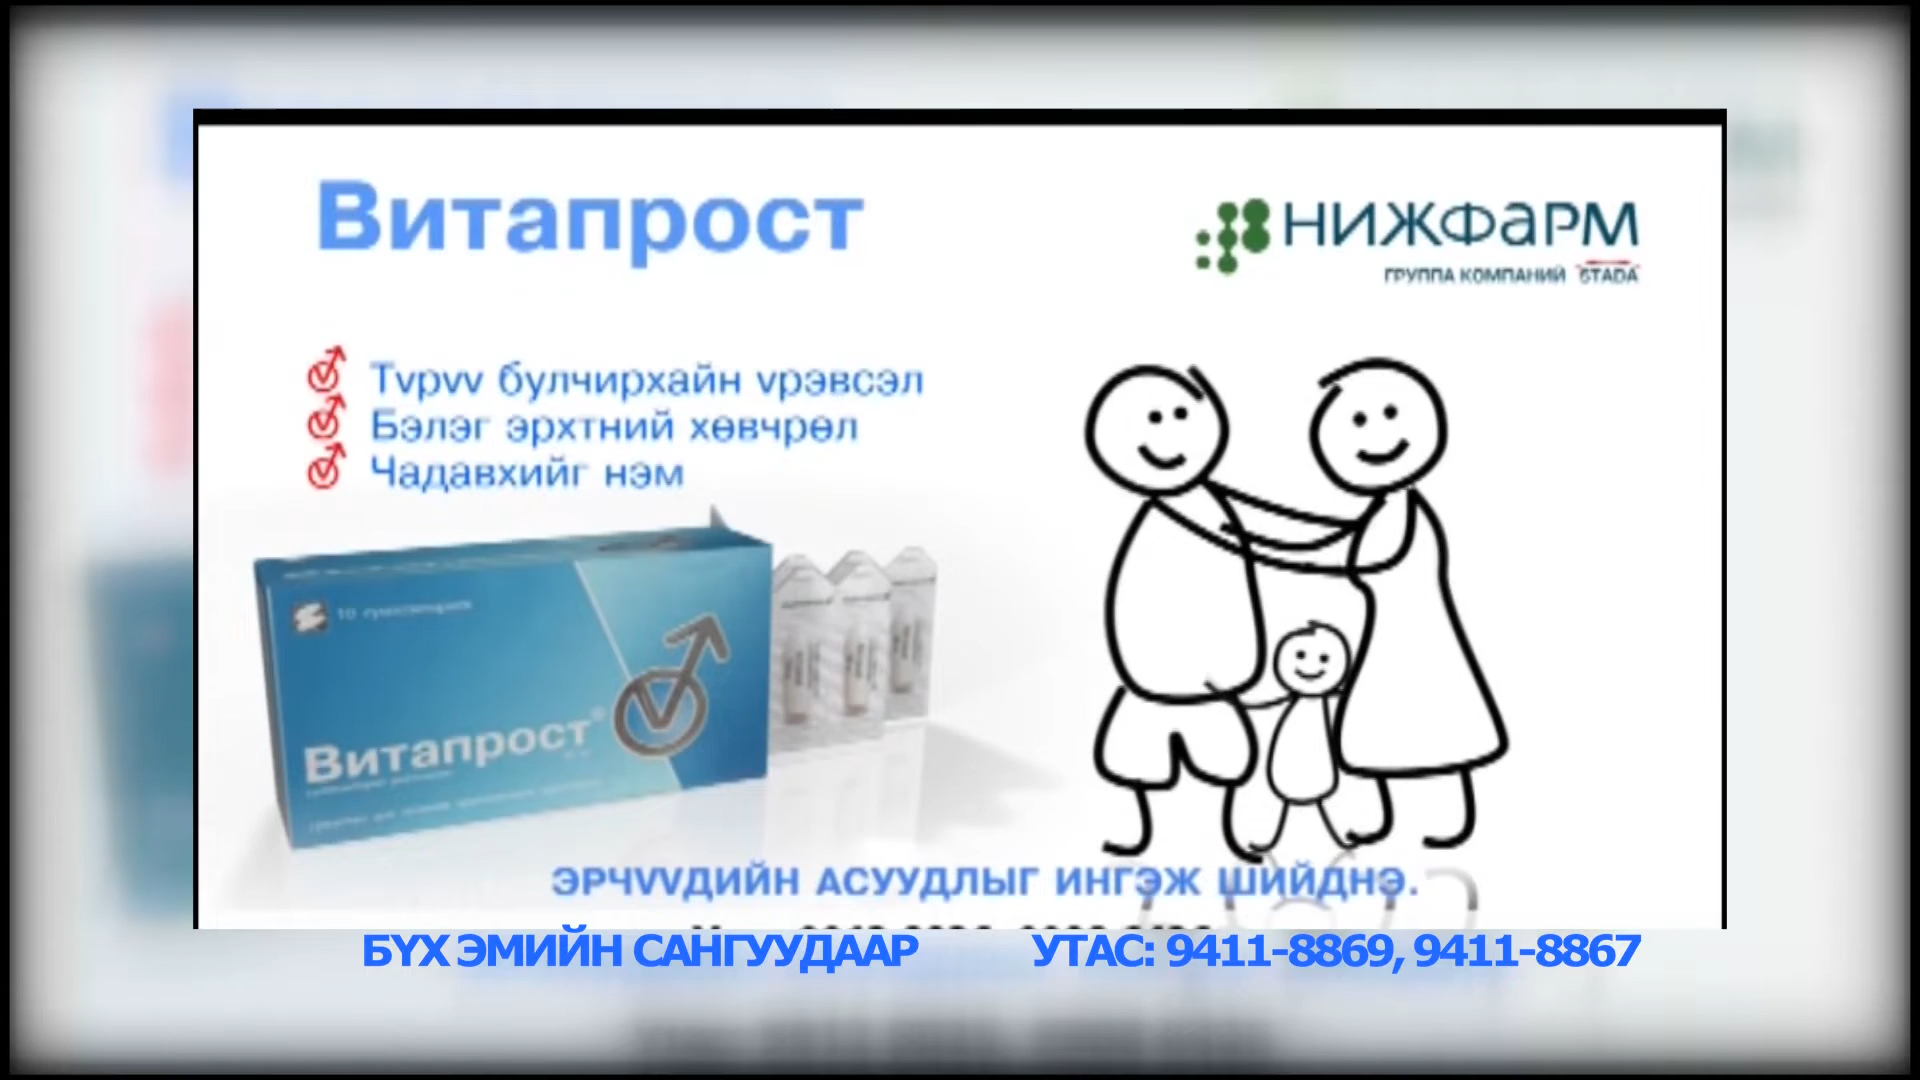 Витапрост
НИЖФАРМ
ГРУППА КОМПАНИЙ STADA
Тvрvv булчирхайн vрэвсэл
Бэлэг эрхтний хөвчрөл
Чадавхийг нэм
10
Витапрост®
ЭРЧVVДИЙН АСУУДЛЫГ ИНГЭЖ ШИЙДНЭ.
БҮХ ЭМИЙН САНГУУДААР УТАС: 9411-8869, 9411-8867